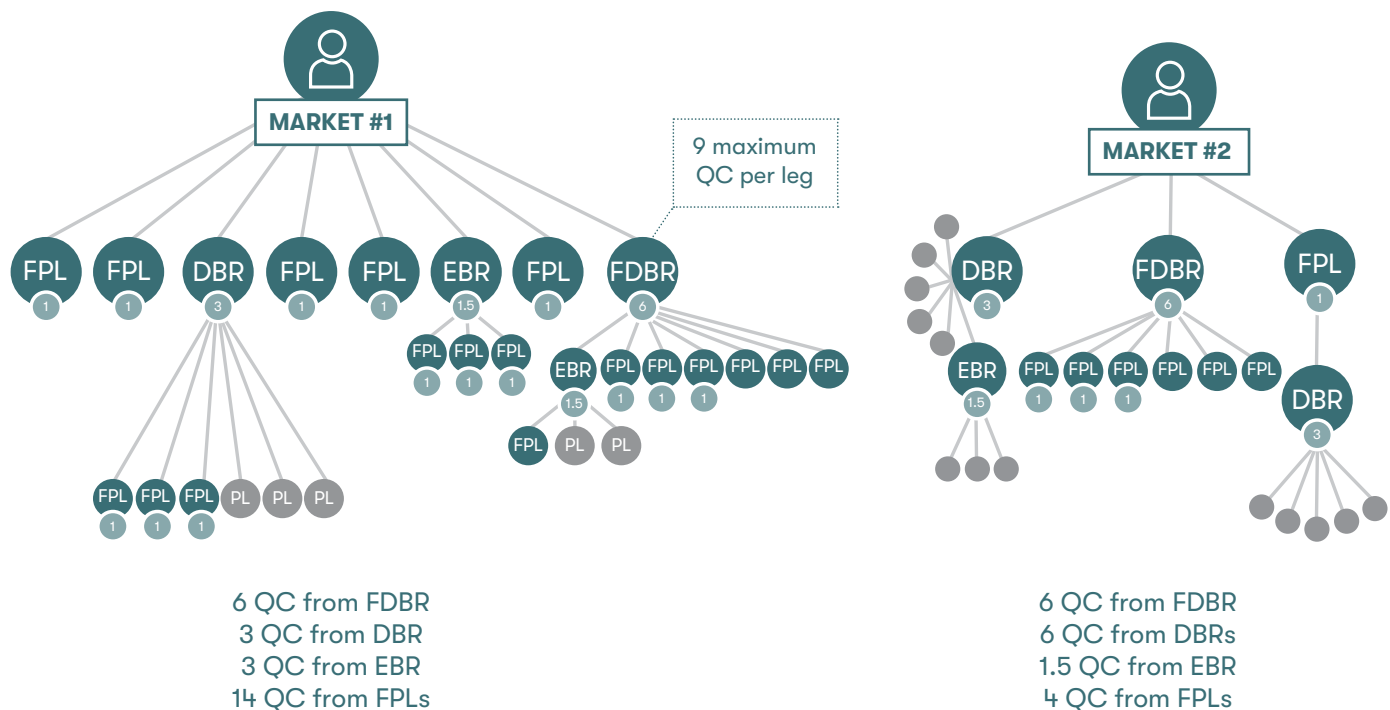 MARKET #1
9 maximum
QC per leg
MARKET #2
FPL
FPL
DBR
FPL
FPL
EBR
FPL
FDBR
1
1
3
1
1
1.5
1
6
FPL
FPL
FPL
1
1
1
EBR
FPL
FPL
FPL
FPL
FPL
FPL
1.5
1
1
1
FPL
PL
PL
FPL
FPL
FPL
PL
PL
PL
1
1
1
6 QC from FDBR
3 QC from DBR
3 QC from EBR
14 QC from FPLs
DBR
FDBR
FPL
3
6
1
EBR
FPL
FPL
FPL
FPL
FPL
FPL
1.5
1
1
1
DBR
3
6 QC from FDBR
6 QC from DBRs
1.5 QC from EBR
4 QC from FPLs